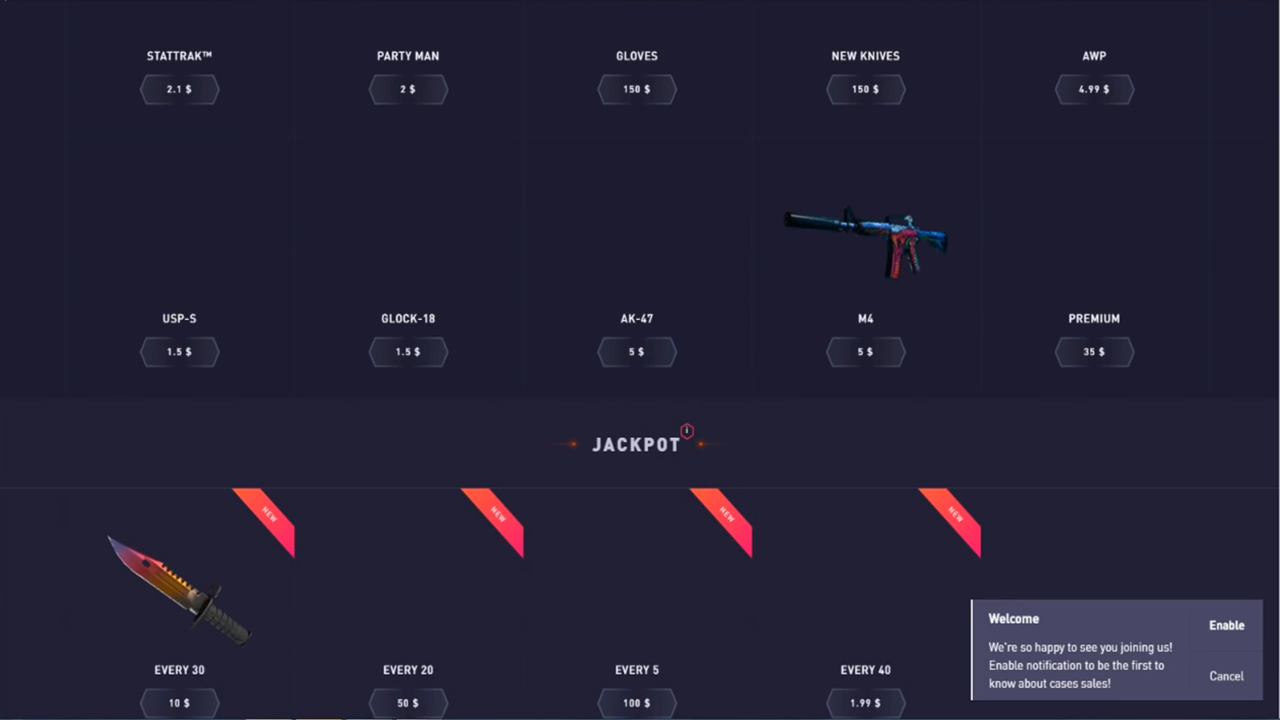 STATTRAK™
PARTY MAN
GLOVES
NEW KNIVES
AWP
2.1 $
2 $
150 $
150 $
4.99 $
USP-S
GLOCK-18
AK-47
M4
PREMIUM
1.5 $
1.5 $
5 $
5 $
35 $
JACKPOT
i
NEW
NEW
NEW
NEW
EVERY 30
EVERY 20
EVERY 5
EVERY 40
10 $
50 $
100 $
1.99 $
Welcome
We're so happy to see you joining us!
Enable notification to be the first to
know about cases sales!
Enable
Cancel